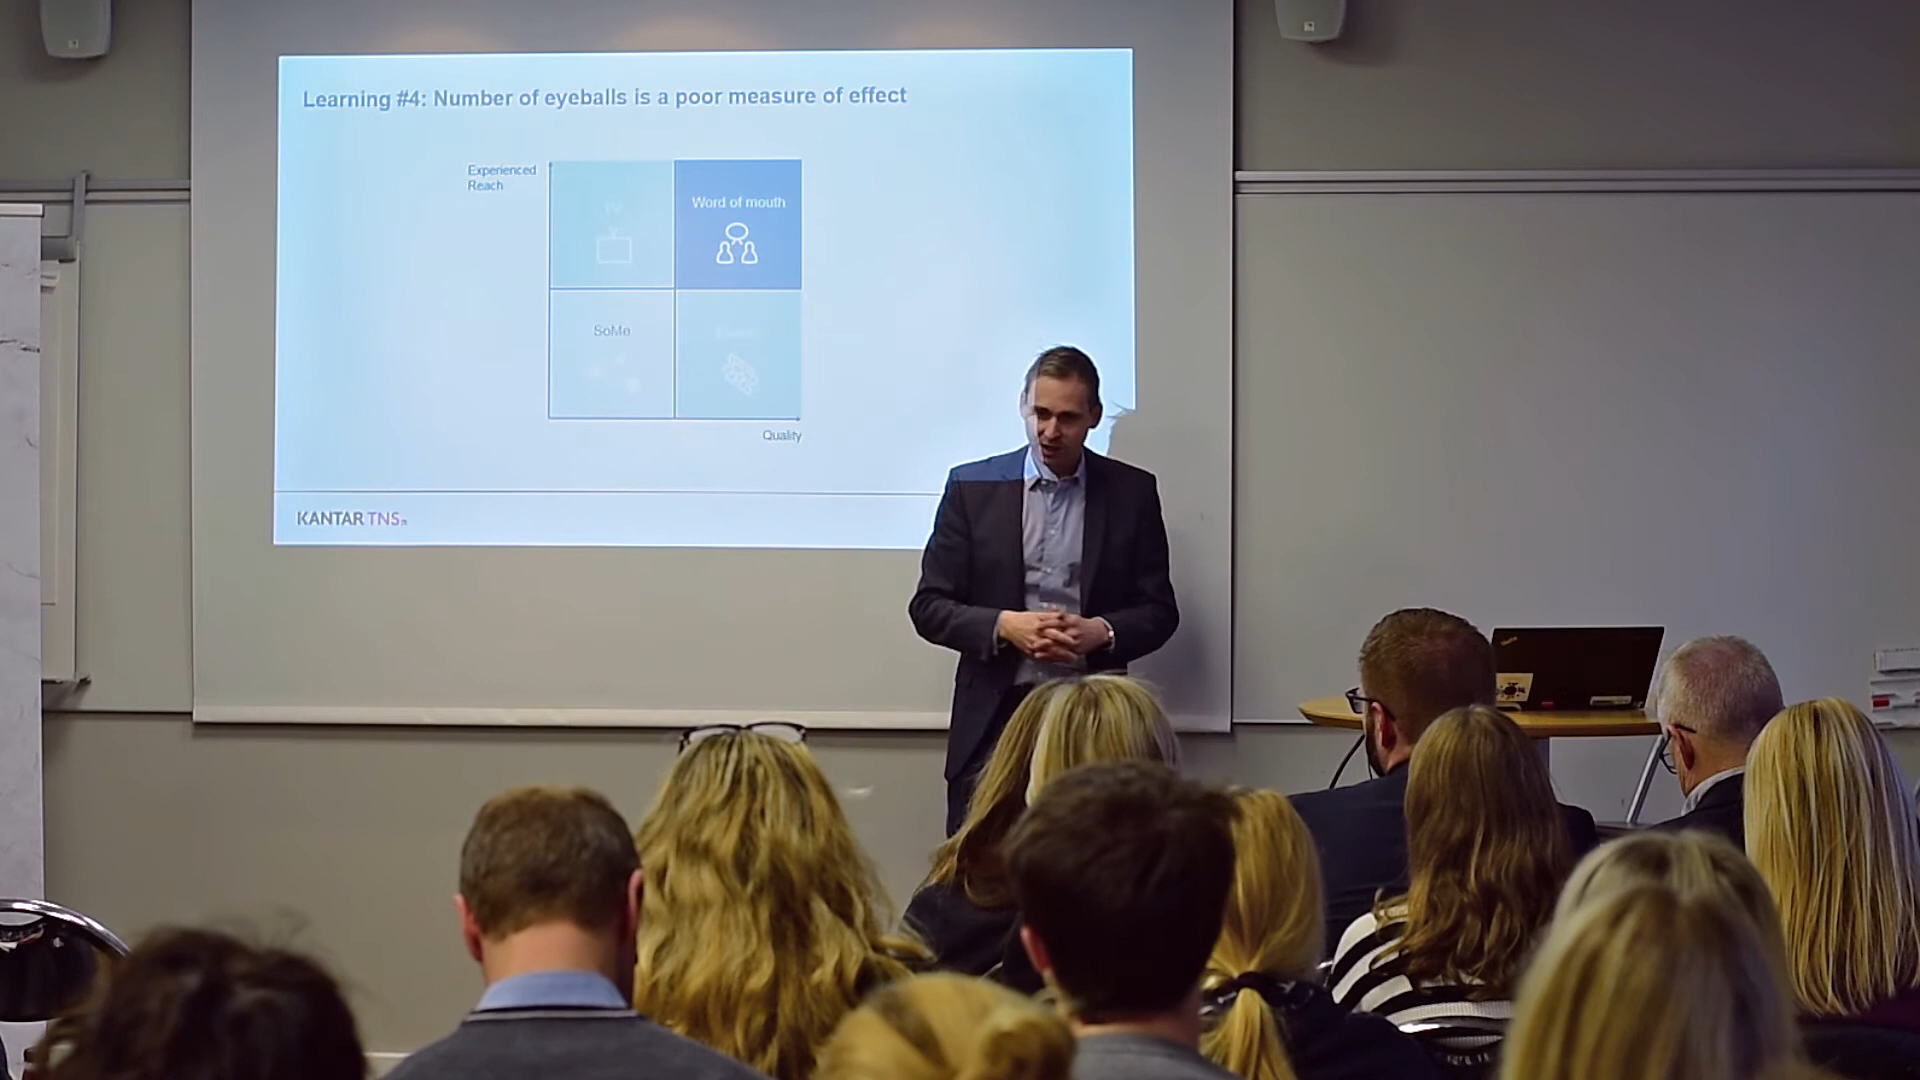 Learning #4: Number of eyeballs is a poor measure of effect
Experienced
Reach
TV
Word of mouth
SoMe
Quality
KANTAR TNS